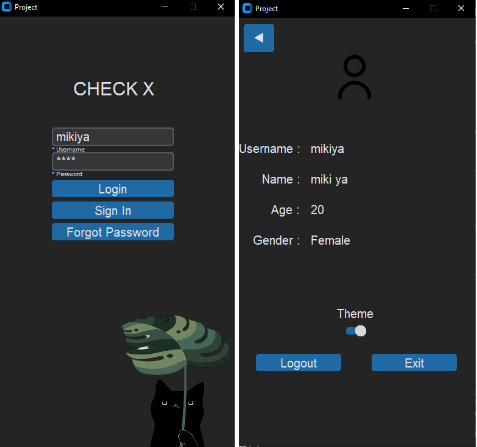 Project
CHECK X
mikiya
* Username
****
* Password
Login
Sign In
Forgot Password
Project
Username : mikiya
Name : miki ya
Age : 20
Gender : Female
Theme
Logout
Exit